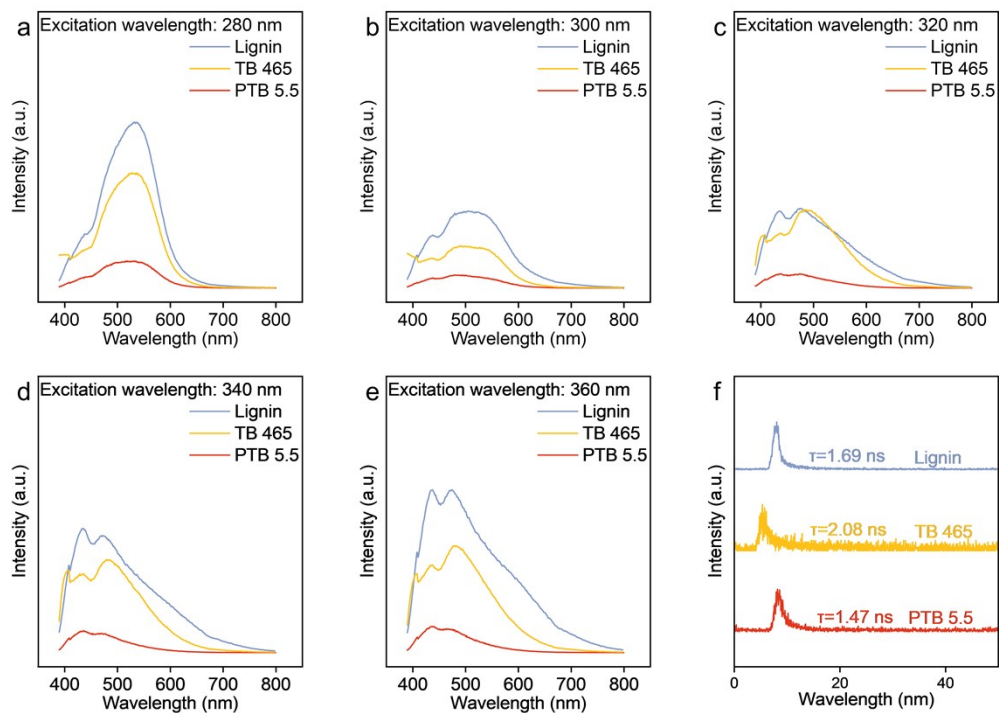 a
Excitation wavelength: 280 nm
Lignin
TB 465
PTB 5.5
Intensity (a.u.)
400 500 600 700 800
Wavelength (nm)
b
Excitation wavelength: 300 nm
Lignin
TB 465
PTB 5.5
Intensity (a.u.)
400 500 600 700 800
Wavelength (nm)
c
Excitation wavelength: 320 nm
Lignin
TB 465
PTB 5.5
Intensity (a.u.)
400 500 600 700 800
Wavelength (nm)
d
Excitation wavelength: 340 nm
Lignin
TB 465
PTB 5.5
Intensity (a.u.)
400 500 600 700 800
Wavelength (nm)
e
Excitation wavelength: 360 nm
Lignin
TB 465
PTB 5.5
Intensity (a.u.)
400 500 600 700 800
Wavelength (nm)
f
τ=1.69 ns Lignin
τ=2.08 ns TB 465
τ=1.47 ns PTB 5.5
Intensity (a.u.)
0 20 40
Wavelength (nm)